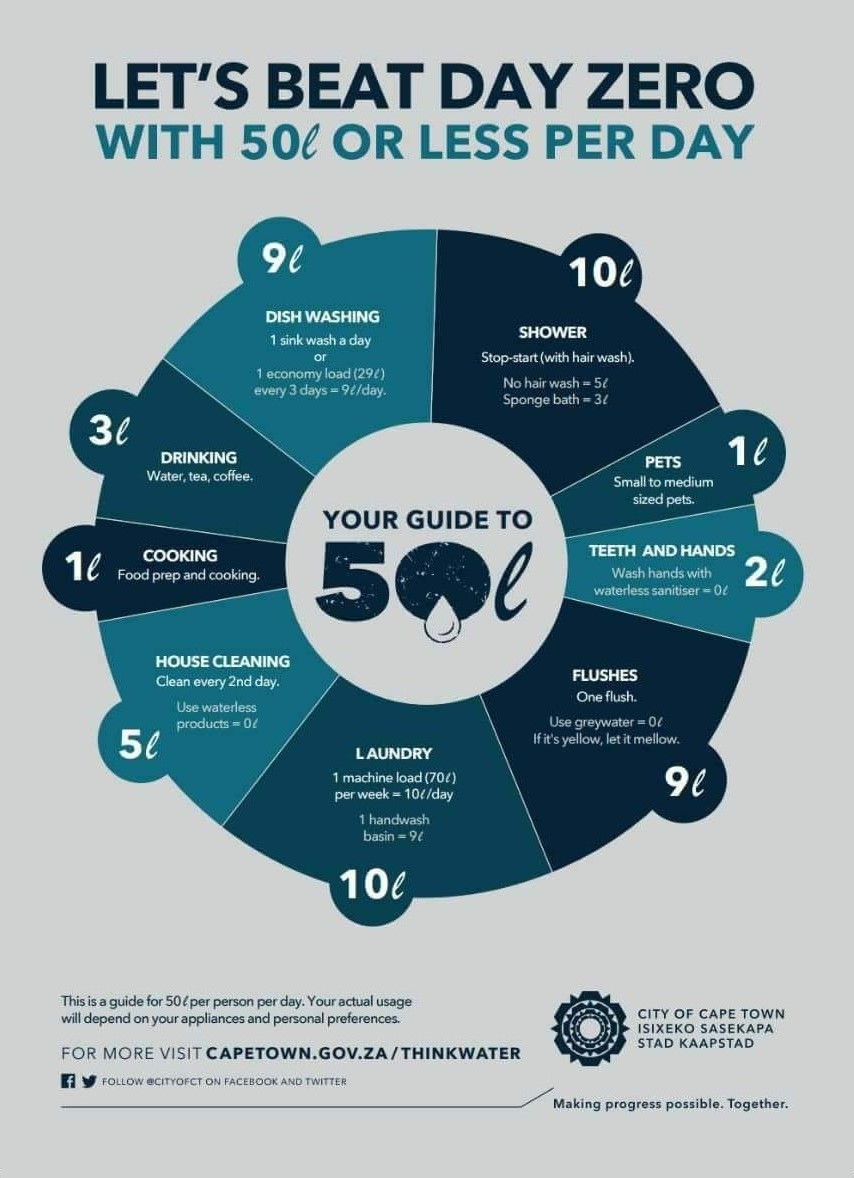 LET'S BEAT DAY ZERO
WITH 50ℓ OR LESS PER DAY
9ℓ
DISH WASHING
1 sink wash a day
or
1 economy load (29ℓ)
every 3 days = 9ℓ/day.
10ℓ
SHOWER
Stop-start (with hair wash).
No hair wash = 5ℓ
Sponge bath = 3ℓ
1ℓ
PETS
Small to medium
sized pets.
2ℓ
TEETH AND HANDS
Wash hands with
waterless sanitiser = 0ℓ
9ℓ
FLUSHES
One flush.
Use greywater = 0ℓ
If it's yellow, let it mellow.
10ℓ
LAUNDRY
1 machine load (70ℓ)
per week = 10ℓ/day
1 handwash
basin = 9ℓ
5ℓ
HOUSE CLEANING
Clean every 2nd day.
Use waterless
products = 0ℓ
1ℓ
COOKING
Food prep and cooking.
3ℓ
DRINKING
Water, tea, coffee.
YOUR GUIDE TO
50ℓ
This is a guide for 50ℓ per person per day. Your actual usage
will depend on your appliances and personal preferences.
FOR MORE VISIT CAPETOWN.GOV.ZA/THINKWATER
FOLLOW @CITYOFCT ON FACEBOOK AND TWITTER
CITY OF CAPE TOWN
ISIXEKO SASEKAPA
STAD KAAPSTAD
Making progress possible. Together.